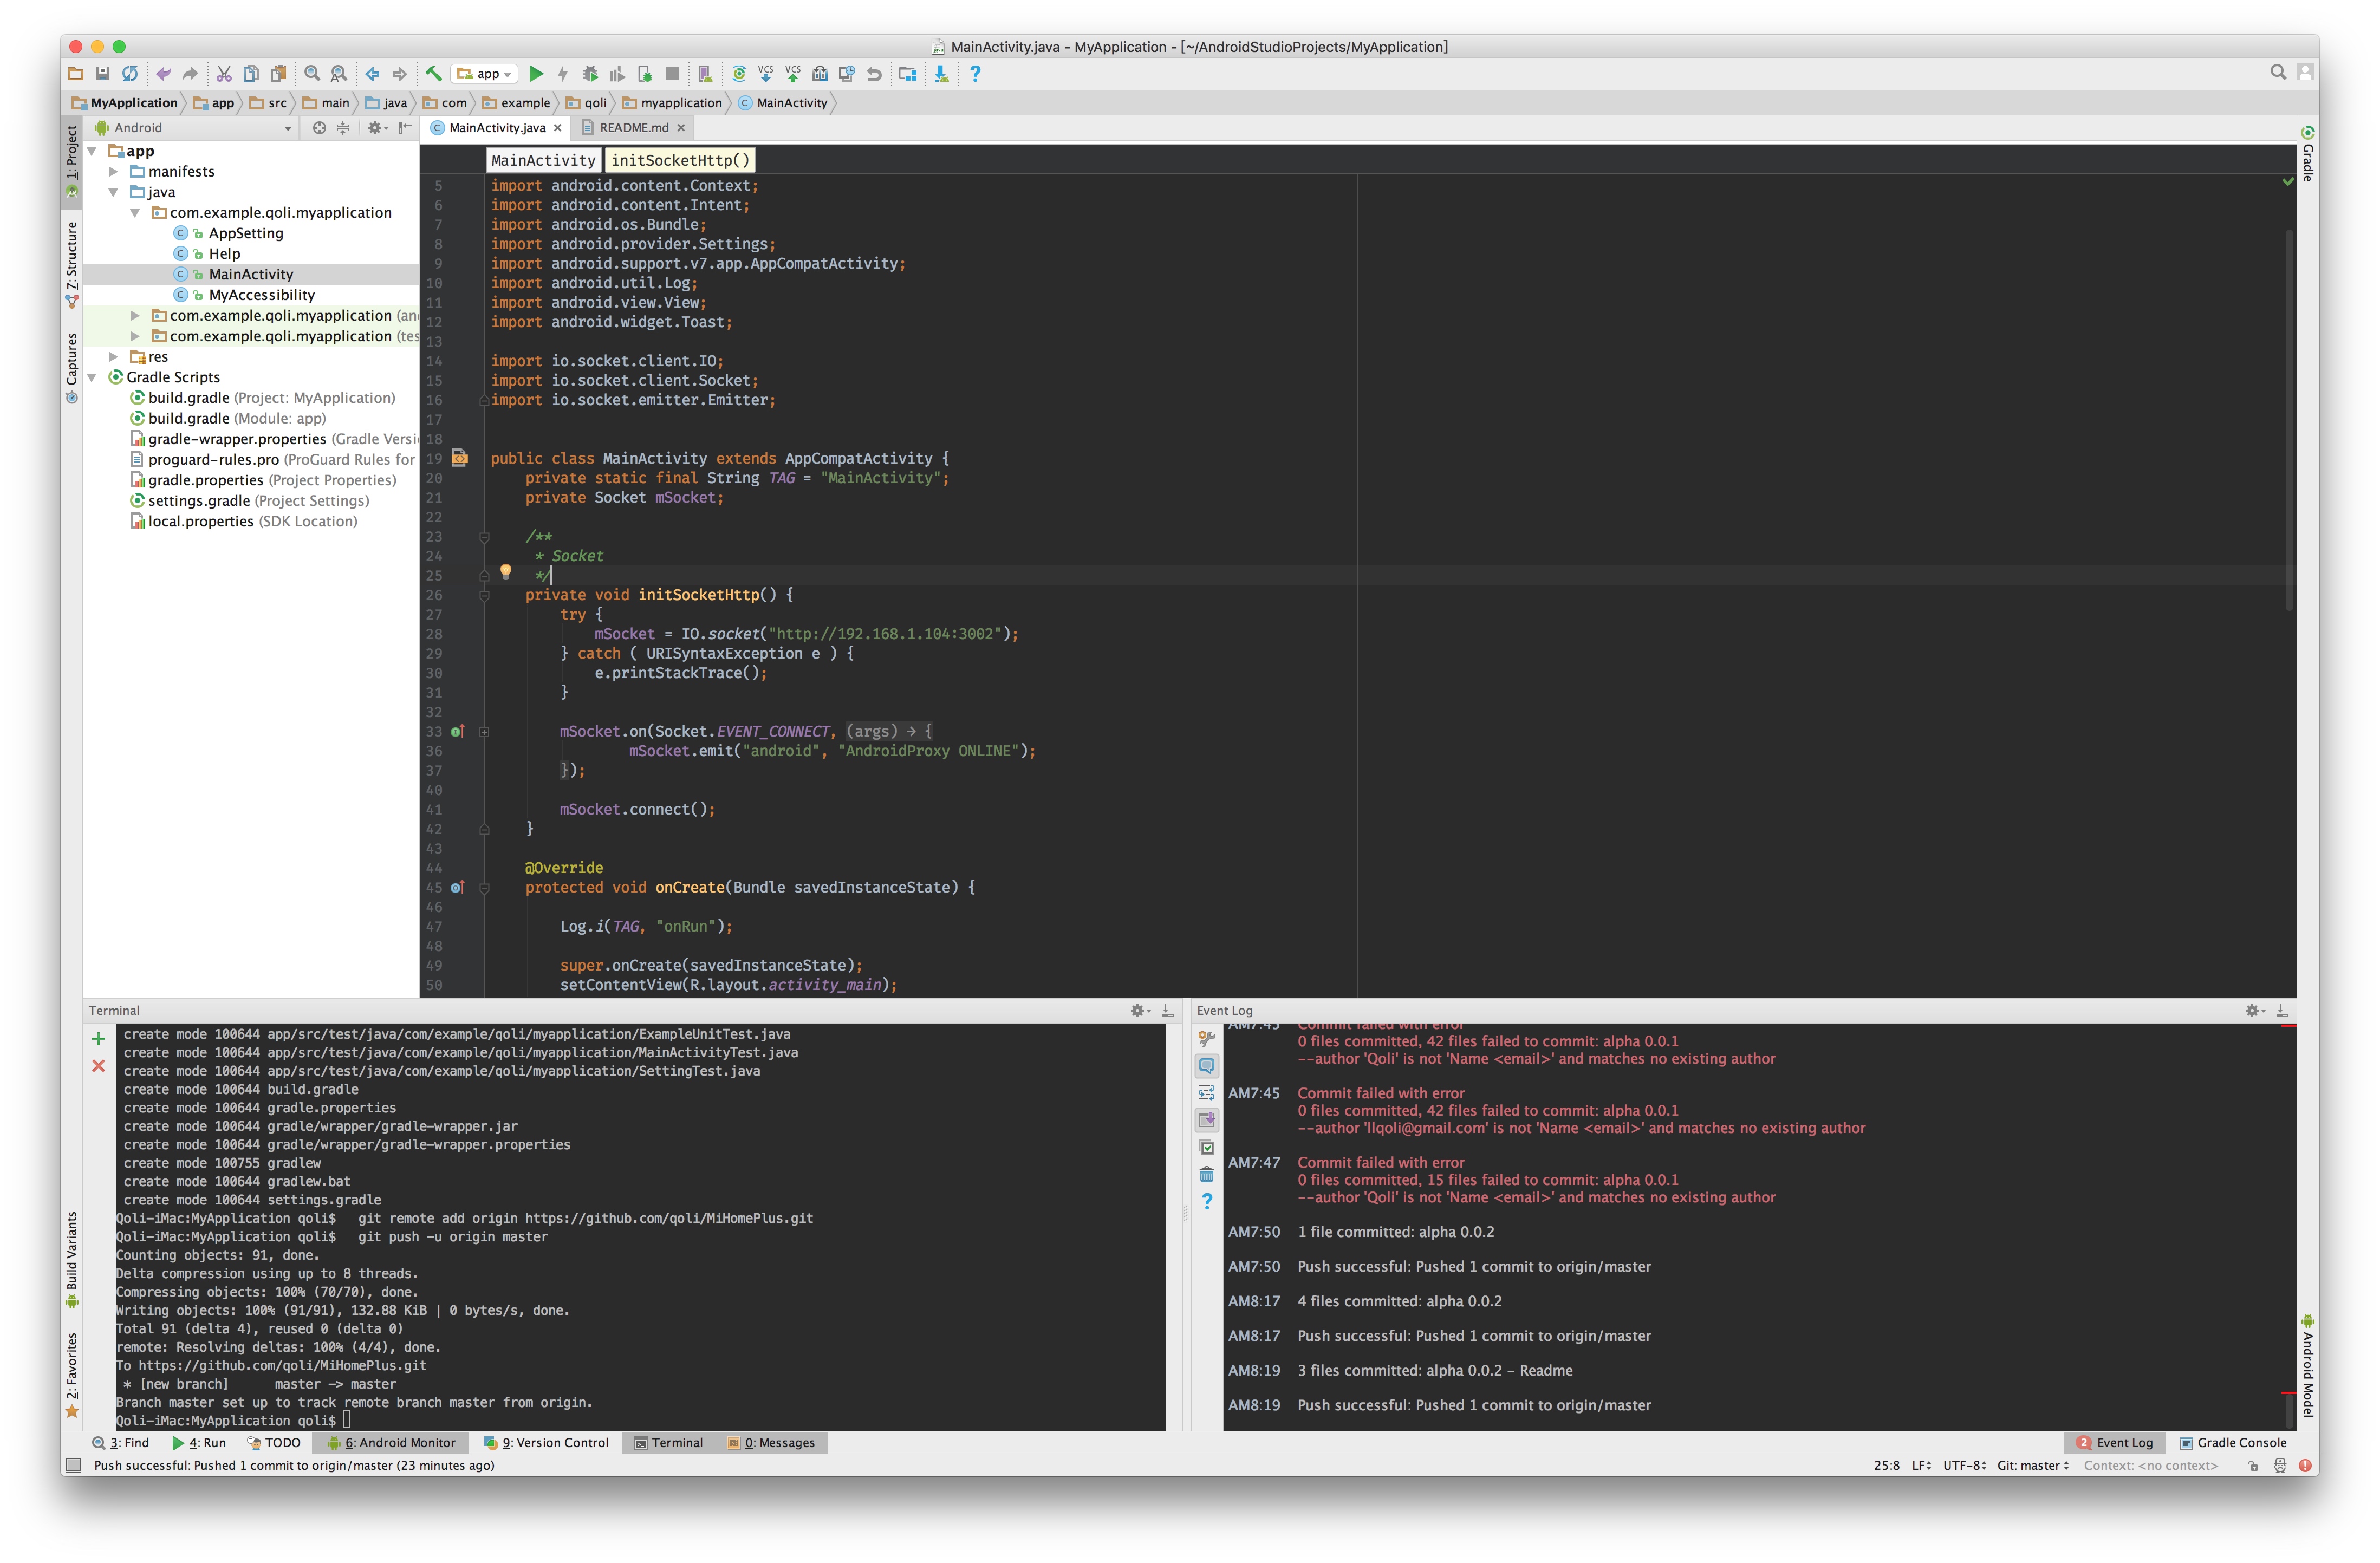 MainActivity.java - MyApplication - [~/AndroidStudioProjects/MyApplication]
app
VCS VCS
MyApplication app src main java com example qoli myapplication MainActivity
Android
MainActivity.java README.md
1: Project
7: Structure
Captures
Build Variants
2: Favorites
app
manifests
java
com.example.qoli.myapplication
AppSetting
Help
MainActivity
MyAccessibility
com.example.qoli.myapplication (an
com.example.qoli.myapplication (tes
res
Gradle Scripts
build.gradle (Project: MyApplication)
build.gradle (Module: app)
gradle-wrapper.properties (Gradle Versi
proguard-rules.pro (ProGuard Rules for
gradle.properties (Project Properties)
settings.gradle (Project Settings)
local.properties (SDK Location)
MainActivity initSocketHttp()
5 import android.content.Context;
6 import android.content.Intent;
7 import android.os.Bundle;
8 import android.provider.Settings;
9 import android.support.v7.app.AppCompatActivity;
10 import android.util.Log;
11 import android.view.View;
12 import android.widget.Toast;
13
14 import io.socket.client.IO;
15 import io.socket.client.Socket;
16 import io.socket.emitter.Emitter;
17
18
19 public class MainActivity extends AppCompatActivity {
20 private static final String TAG = "MainActivity";
21 private Socket mSocket;
22
23 /**
24 * Socket
25 */
26 private void initSocketHttp() {
27 try {
28 mSocket = IO.socket("http://192.168.1.104:3002");
29 } catch ( URISyntaxException e ) {
30 e.printStackTrace();
31 }
32
33 mSocket.on(Socket.EVENT_CONNECT, (args) → {
36 mSocket.emit("android", "AndroidProxy ONLINE");
37 });
40
41 mSocket.connect();
42 }
43
44 @Override
45 protected void onCreate(Bundle savedInstanceState) {
46
47 Log.i(TAG, "onRun");
48
49 super.onCreate(savedInstanceState);
50 setContentView(R.layout.activity_main);
Gradle
Android Model
Terminal
create mode 100644 app/src/test/java/com/example/qoli/myapplication/ExampleUnitTest.java
create mode 100644 app/src/test/java/com/example/qoli/myapplication/MainActivityTest.java
create mode 100644 app/src/test/java/com/example/qoli/myapplication/SettingTest.java
create mode 100644 build.gradle
create mode 100644 gradle.properties
create mode 100644 gradle/wrapper/gradle-wrapper.jar
create mode 100644 gradle/wrapper/gradle-wrapper.properties
create mode 100755 gradlew
create mode 100644 gradlew.bat
create mode 100644 settings.gradle
Qoli-iMac:MyApplication qoli$ git remote add origin https://github.com/qoli/MiHomePlus.git
Qoli-iMac:MyApplication qoli$ git push -u origin master
Counting objects: 91, done.
Delta compression using up to 8 threads.
Compressing objects: 100% (70/70), done.
Writing objects: 100% (91/91), 132.88 KiB | 0 bytes/s, done.
Total 91 (delta 4), reused 0 (delta 0)
remote: Resolving deltas: 100% (4/4), done.
To https://github.com/qoli/MiHomePlus.git
* [new branch] master -> master
Branch master set up to track remote branch master from origin.
Qoli-iMac:MyApplication qoli$
Event Log
AM7:45 Commit failed with error
0 files committed, 42 files failed to commit: alpha 0.0.1
--author 'Qoli' is not 'Name <email>' and matches no existing author
AM7:45 Commit failed with error
0 files committed, 42 files failed to commit: alpha 0.0.1
--author 'llqoli@gmail.com' is not 'Name <email>' and matches no existing author
AM7:47 Commit failed with error
0 files committed, 15 files failed to commit: alpha 0.0.1
--author 'Qoli' is not 'Name <email>' and matches no existing author
AM7:50 1 file committed: alpha 0.0.2
AM7:50 Push successful: Pushed 1 commit to origin/master
AM8:17 4 files committed: alpha 0.0.2
AM8:17 Push successful: Pushed 1 commit to origin/master
AM8:19 3 files committed: alpha 0.0.2 – Readme
AM8:19 Push successful: Pushed 1 commit to origin/master
3: Find 4: Run TODO 6: Android Monitor 9: Version Control Terminal 0: Messages 2 Event Log Gradle Console
Push successful: Pushed 1 commit to origin/master (23 minutes ago) 25:8 LF UTF-8 Git: master Context: <no context>